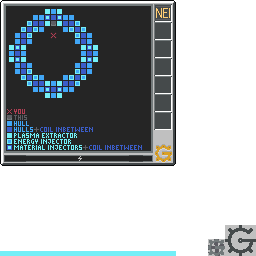 NEI
YOU
THIS
HULL
HULLS+COIL INBETWEEN
PLASMA EXTRACTOR
ENERGY INJECTOR
MATERIAL INJECTORS+COIL INBETWEEN